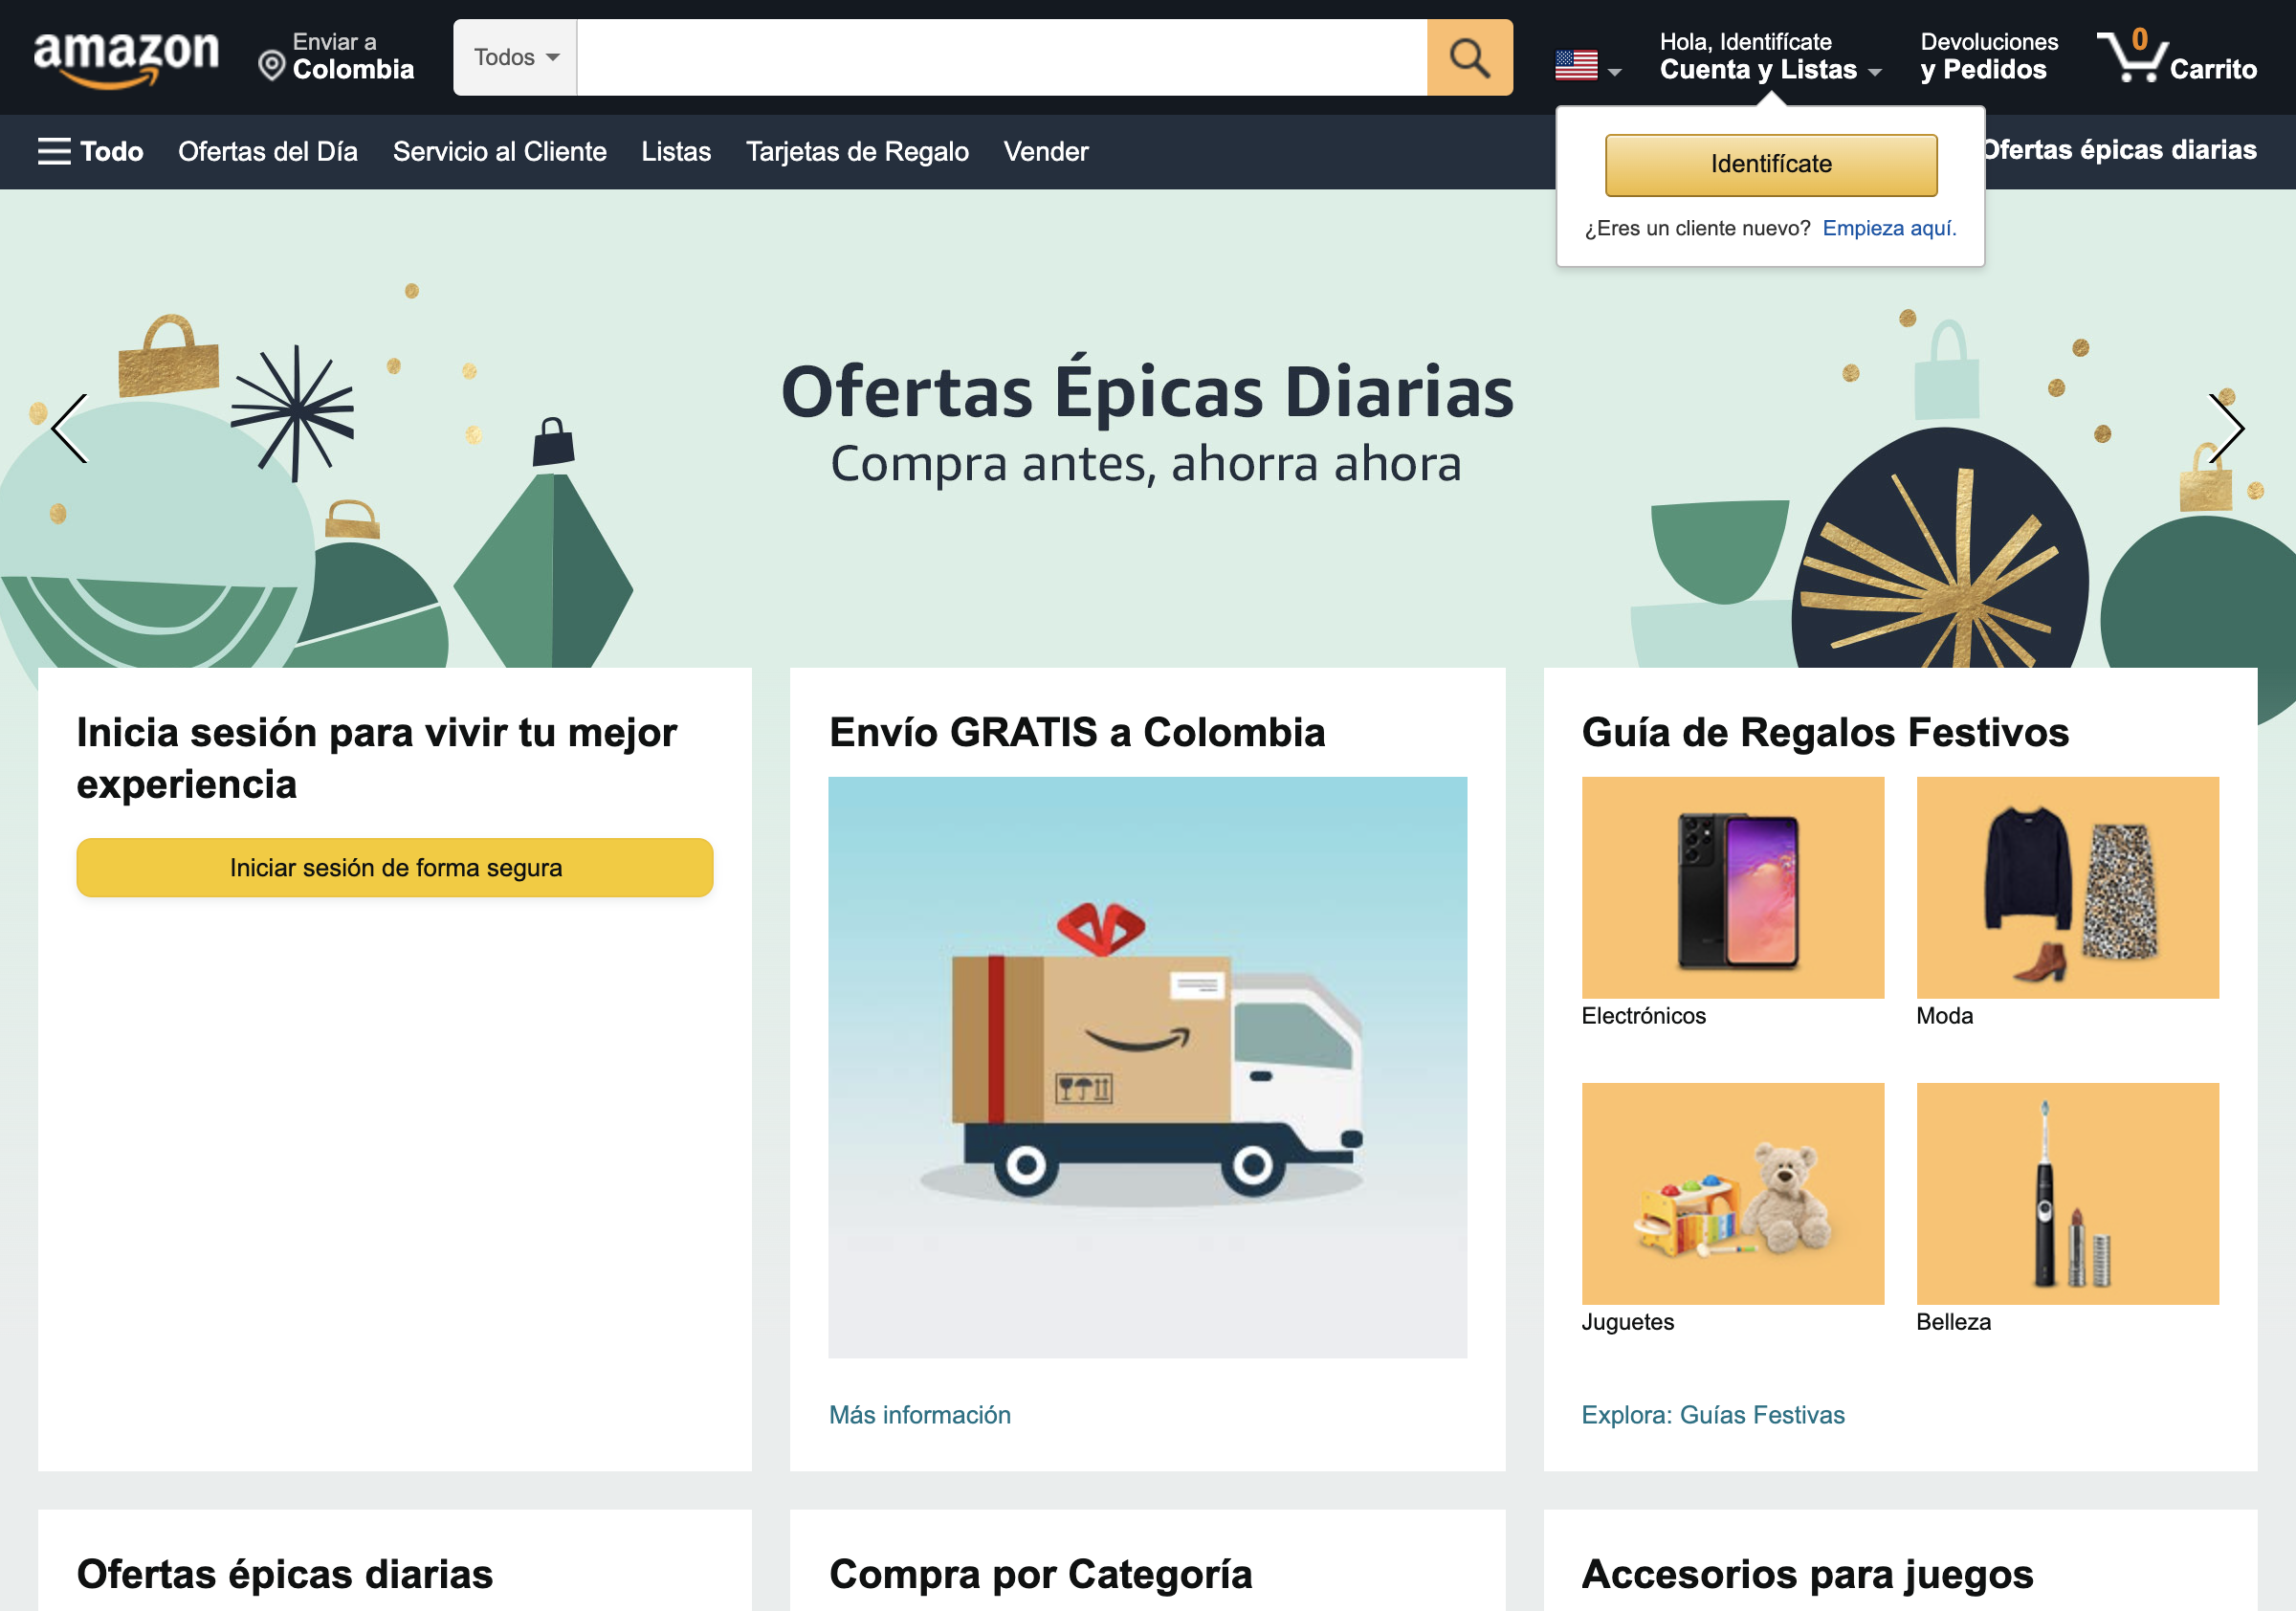 amazon
Enviar a
Colombia
Todos
Hola, Identifícate
Cuenta y Listas
Devoluciones
y Pedidos
0
Carrito
Todo
Ofertas del Día
Servicio al Cliente
Listas
Tarjetas de Regalo
Vender
Ofertas épicas diarias
Identifícate
¿Eres un cliente nuevo? Empieza aquí.
Ofertas Épicas Diarias
Compra antes, ahorra ahora
Inicia sesión para vivir tu mejor
experiencia
Iniciar sesión de forma segura
Envío GRATIS a Colombia
Más información
Guía de Regalos Festivos
Electrónicos
Moda
Juguetes
Belleza
Explora: Guías Festivas
Ofertas épicas diarias
Compra por Categoría
Accesorios para juegos